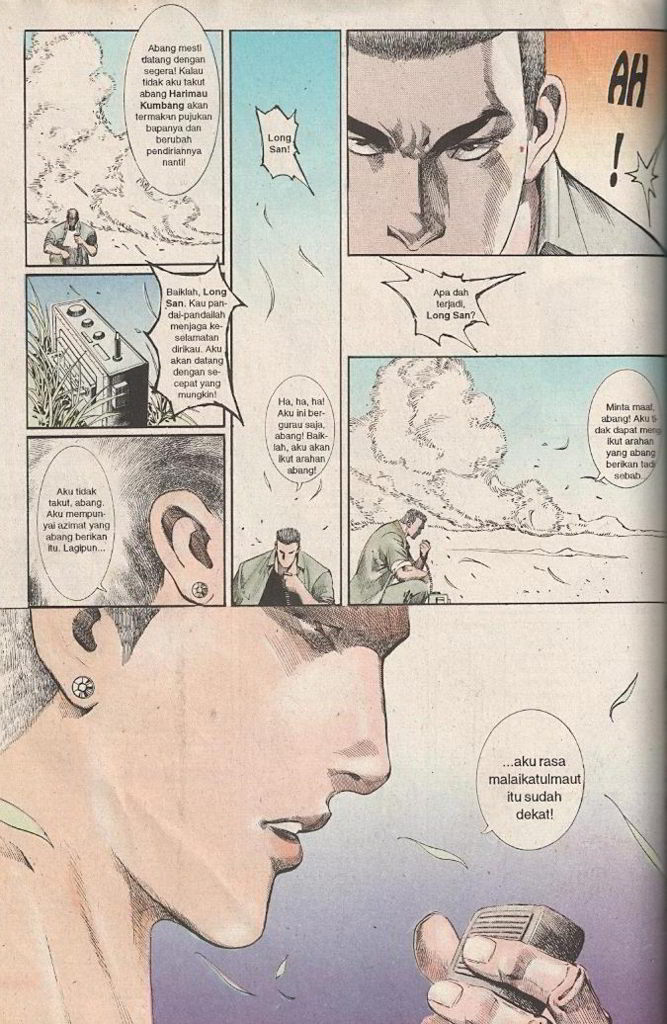 AH
!
Apa dah
terjadi,
Long San?
Minta maaf,
abang! Aku ti-
dak dapat meng
ikut arahan
yang abang
berikan tadi
sebab...
Long
San!
Ha, ha, ha!
Aku ini ber-
gurau saja,
abang! Baik-
lah, aku akan
ikut arahan
abang!
Abang mesti
datang dengan
segera! Kalau
tidak aku takut
abang Harimau
Kumbang akan
termakan pujukan
bapanya dan
berubah
pendiriahnya
nanti!
Baiklah, Long
San. Kau pan-
dai-pandailah
menjaga ke-
selamatan
dirikau. Aku
akan datang
dengan se-
cepat yang
mungkin!
Aku tidak
takut, abang.
Aku mempun-
yai azimat yang
abang berikan
itu. Lagipun...
...aku rasa
malaikatulmaut
itu sudah
dekat!